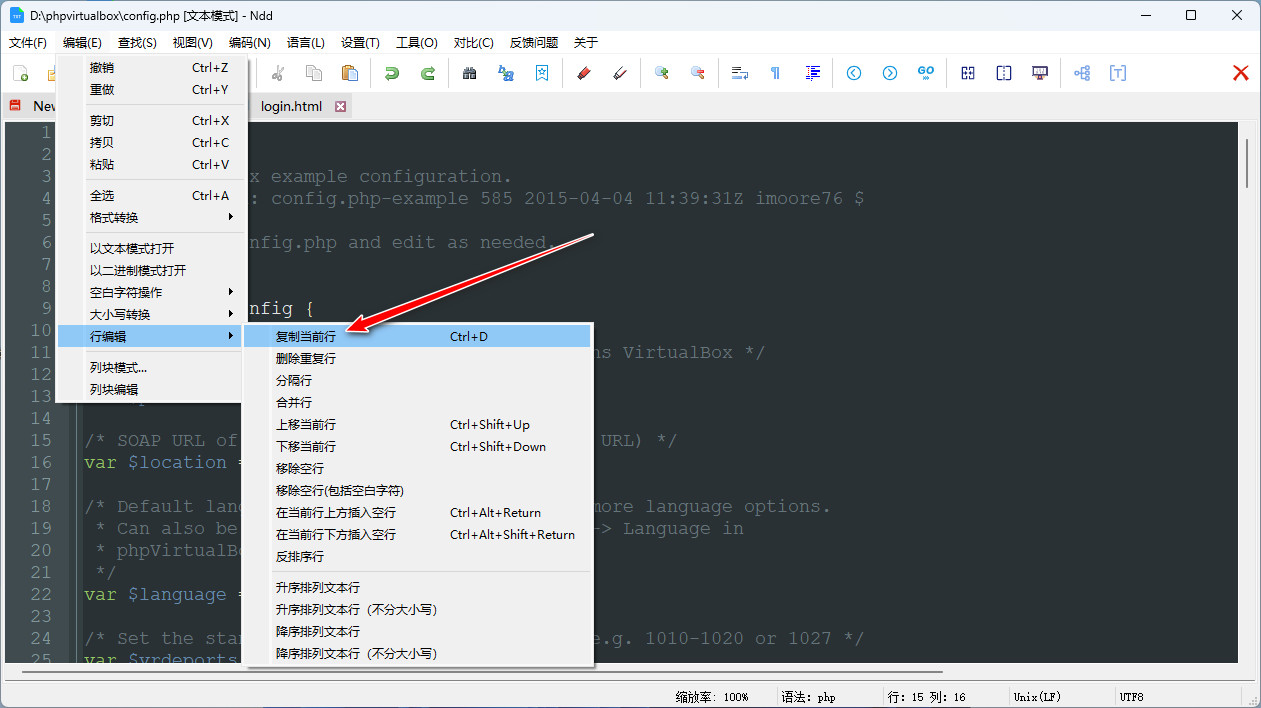 D:\phpvirtualbox\config.php [文本模式] - Ndd
文件(F) 编辑(E) 查找(S) 视图(V) 编码(N) 语言(L) 设置(T) 工具(O) 对比(C) 反馈问题 关于
撤销 Ctrl+Z
重做 Ctrl+Y
剪切 Ctrl+X
拷贝 Ctrl+C
粘贴 Ctrl+V
全选 Ctrl+A
格式转换
以文本模式打开
以二进制模式打开
空白字符操作
大小写转换
行编辑
列块模式...
列块编辑
复制当前行 Ctrl+D
删除重复行
分隔行
合并行
上移当前行 Ctrl+Shift+Up
下移当前行 Ctrl+Shift+Down
移除空行
移除空行(包括空白字符)
在当前行上方插入空行 Ctrl+Alt+Return
在当前行下方插入空行 Ctrl+Alt+Shift+Return
反排序行
升序排列文本行
升序排列文本行（不分大小写）
降序排列文本行
降序排列文本行（不分大小写）
GO
New
login.html
1
2
3 x example configuration.
4 : config.php-example 585 2015-04-04 11:39:31Z imoore76 $
5
6 nfig.php and edit as needed.
7
8
9 nfig {
10
11 ns VirtualBox */
12
13
14
15 /* SOAP URL of URL) */
16 var $location =
17
18 /* Default lan more language options.
19 * Can also be -> Language in
20 * phpVirtualBo
21 */
22 var $language =
23
24 /* Set the sta e.g. 1010-1020 or 1027 */
25 var $vrdeports
缩放率: 100% 语法: php 行: 15 列: 16 Unix(LF) UTF8